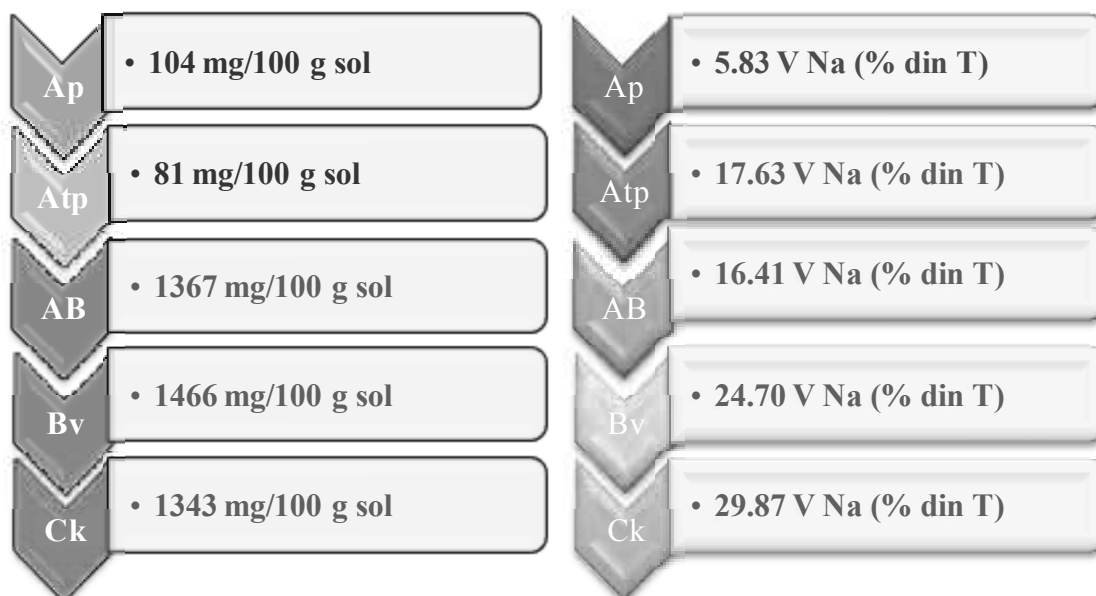 Ap
• 104 mg/100 g sol
Atp
• 81 mg/100 g sol
AB
• 1367 mg/100 g sol
Bv
• 1466 mg/100 g sol
Ck
• 1343 mg/100 g sol
Ap
• 5.83 V Na (% din T)
Atp
• 17.63 V Na (% din T)
AB
• 16.41 V Na (% din T)
Bv
• 24.70 V Na (% din T)
Ck
• 29.87 V Na (% din T)